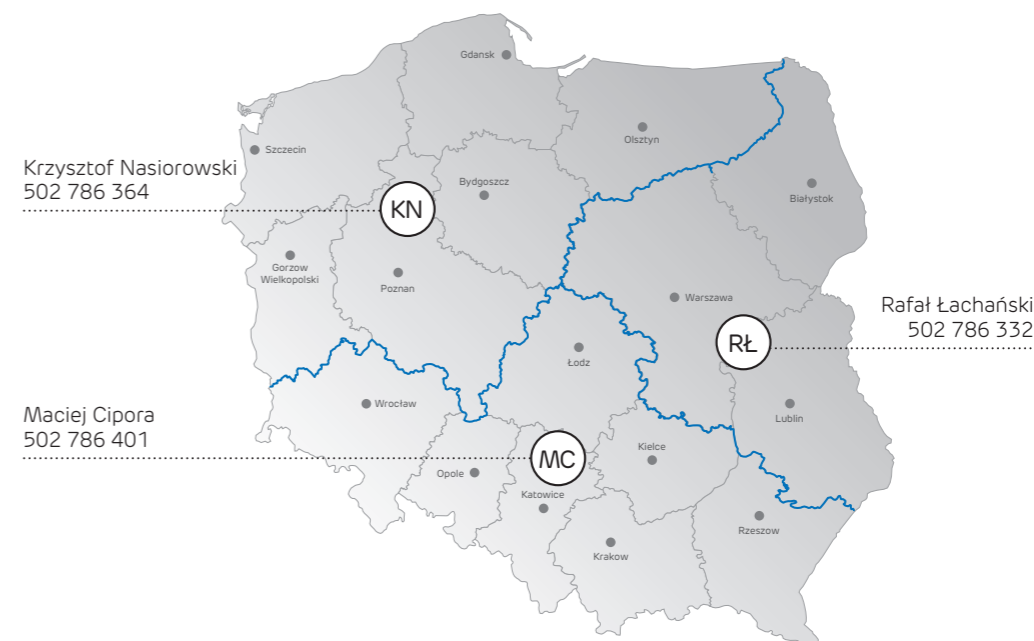 Gdansk
Olsztyn
Szczecin
Krzysztof Nasiorowski
502 786 364
KN
Bydgoszcz
Białystok
Gorzow
Wielkopolski
Poznan
Warszawa
Rafał Łachański
502 786 332
RŁ
Łodz
Maciej Cipora
502 786 401
Wrocław
Lublin
MC
Kielce
Opole
Katowice
Rzeszow
Krakow